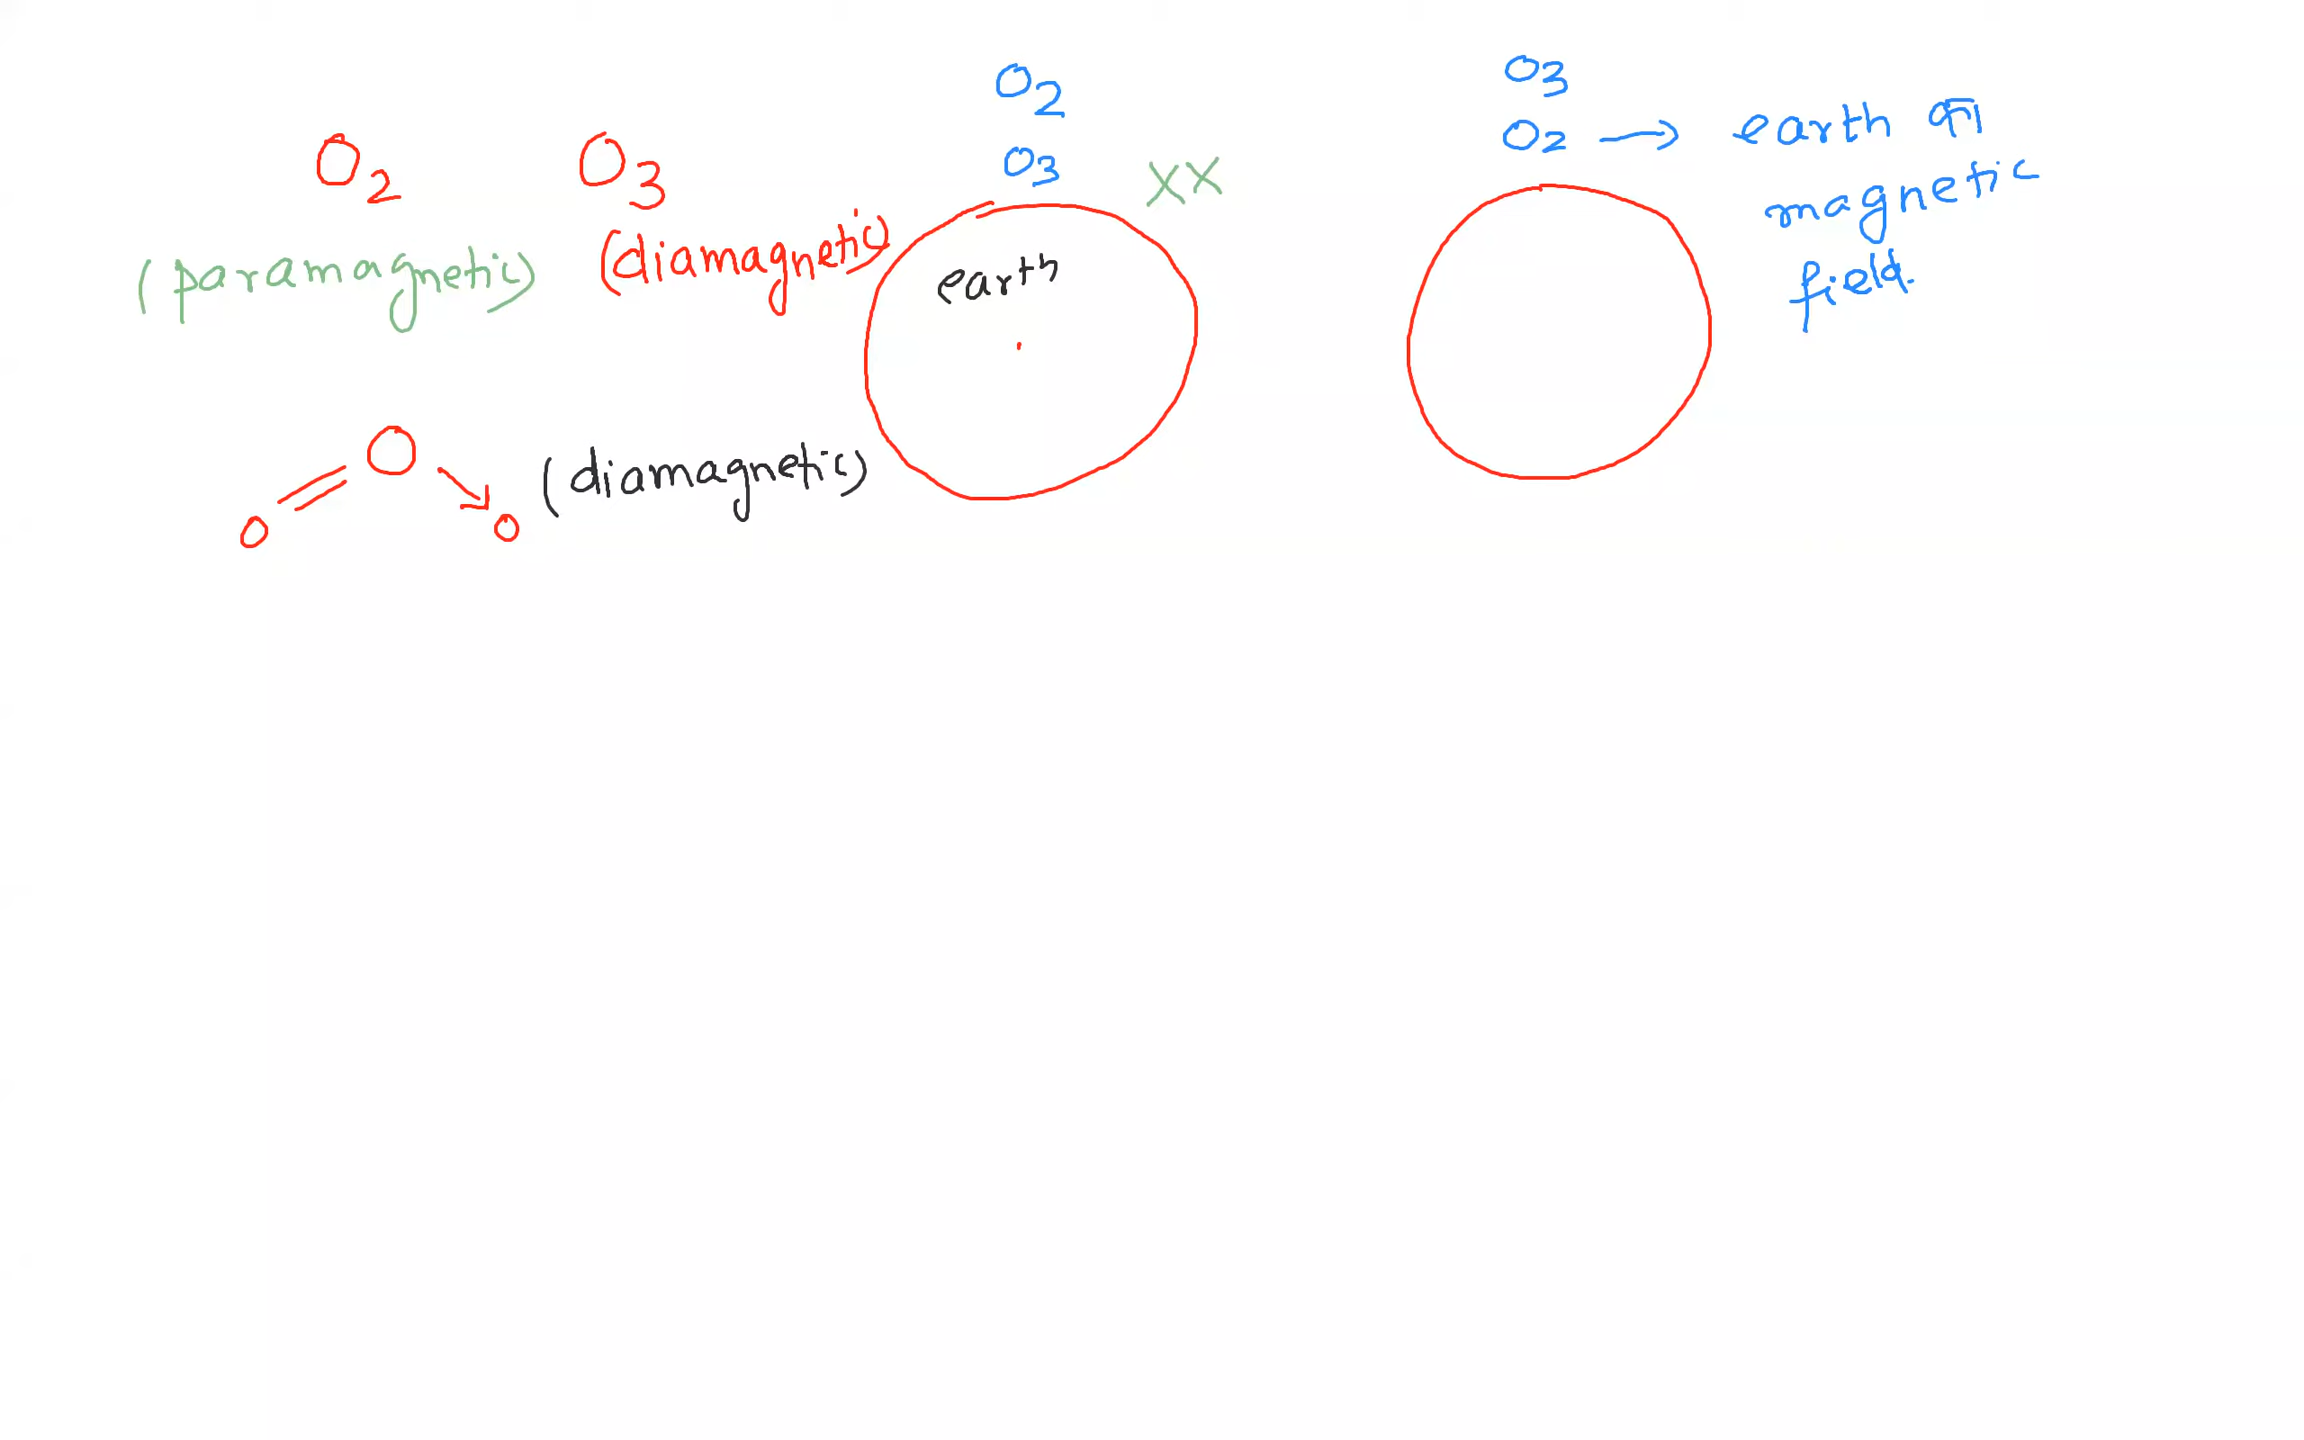 O2
O3
(paramagnetic)
(diamagnetic)
O
O
O
(diamagnetic)
O2
O3
XX
earth
O3
O2 → earth का
magnetic
field.